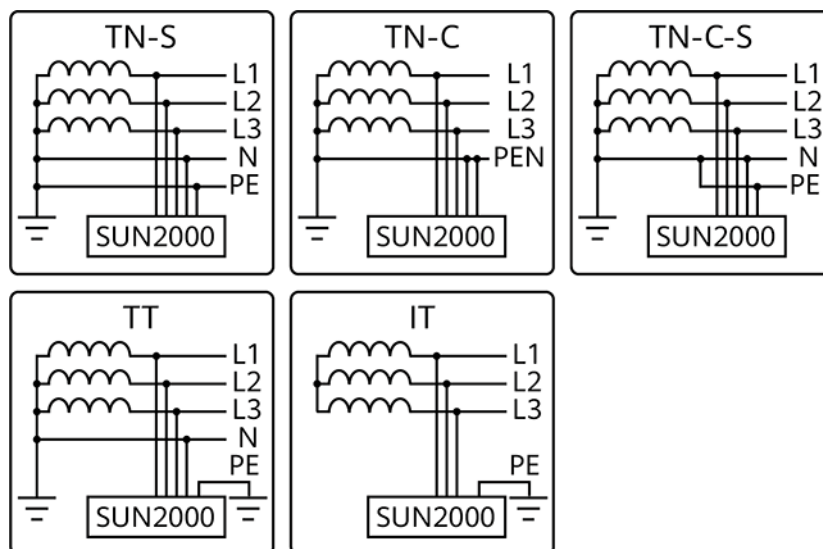 TN-S
L1
L2
L3
N
PE
SUN2000
TN-C
L1
L2
L3
PEN
SUN2000
TN-C-S
L1
L2
L3
N
PE
SUN2000
TT
L1
L2
L3
N
PE
SUN2000
IT
L1
L2
L3
PE
SUN2000